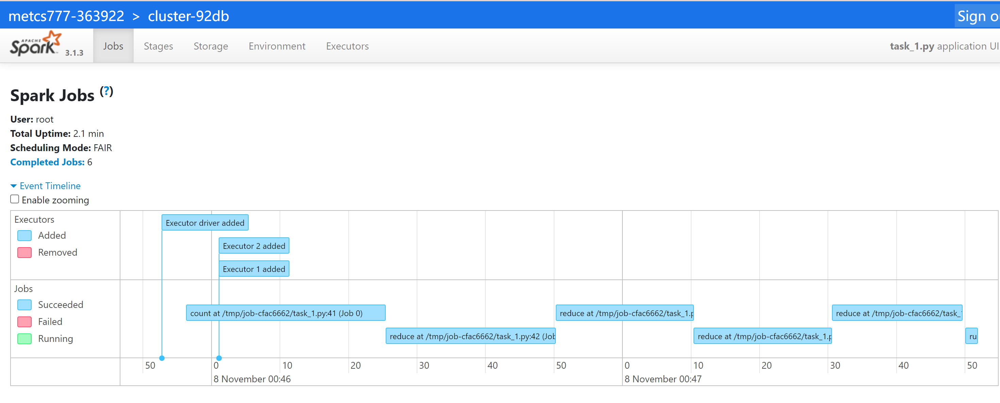 metcs777-363922 > cluster-92db
Sign o
APACHE Spark 3.1.3 Jobs Stages Storage Environment Executors task_1.py application UI
Spark Jobs (?)
User: root
Total Uptime: 2.1 min
Scheduling Mode: FAIR
Completed Jobs: 6
Event Timeline
Enable zooming
Executors
Added
Removed
Executor driver added
Executor 2 added
Executor 1 added
Jobs
Succeeded
Failed
Running
count at /tmp/job-cfac6662/task_1.py:41 (Job 0)
reduce at /tmp/job-cfac6662/task_1.py:42 (Job
reduce at /tmp/job-cfac6662/task_1.p
reduce at /tmp/job-cfac6662/task_1.p
reduce at /tmp/job-cfac6662/task_
ru
50 0 10 20 30 40 50 0 10 20 30 40 50
8 November 00:46 8 November 00:47